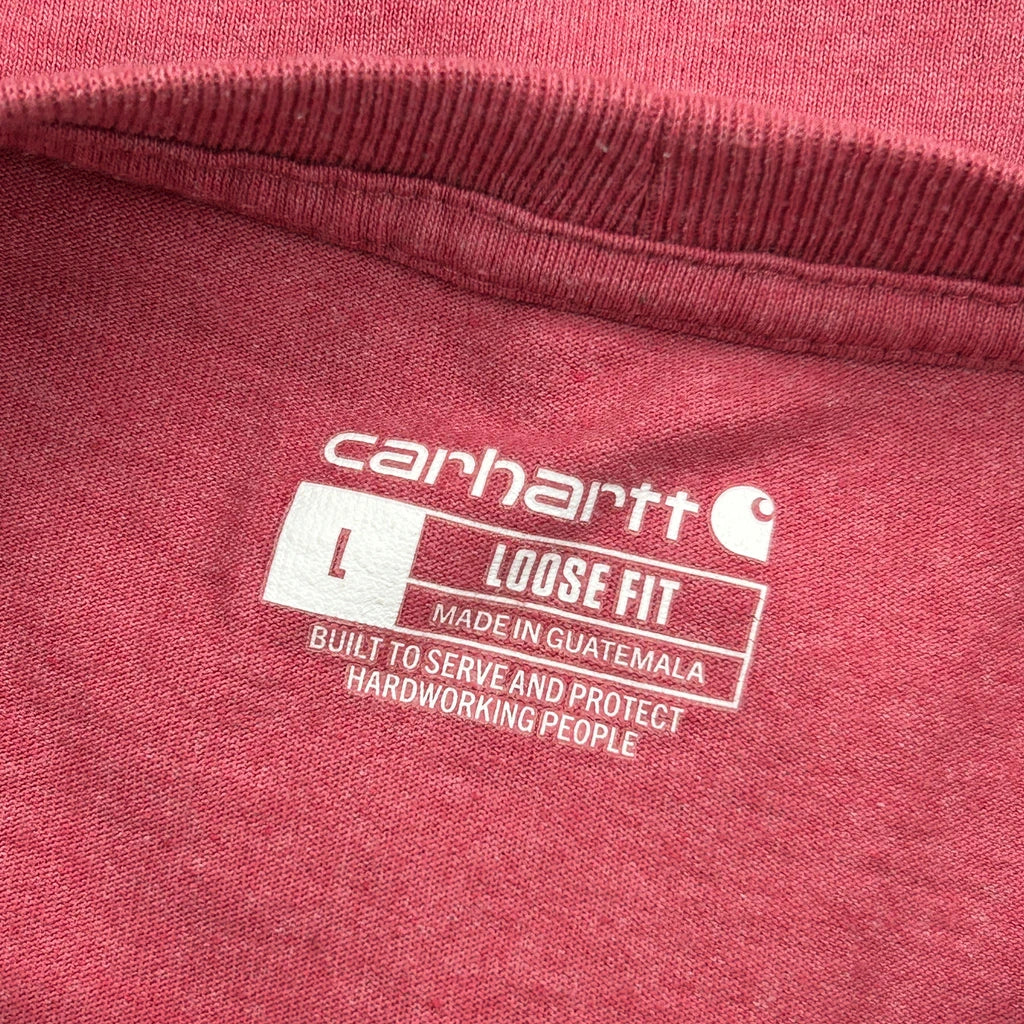 carhartt
L
LOOSE FIT
MADE IN GUATEMALA
BUILT TO SERVE AND PROTECT
HARDWORKING PEOPLE